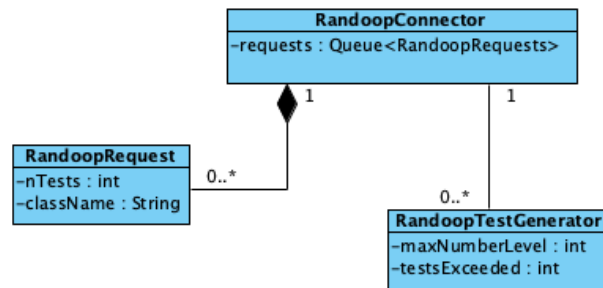 RandoopConnector
-requests : Queue<RandoopRequests>
1
1
RandoopRequest
-nTests : int
-className : String
0..*
0..*
RandoopTestGenerator
-maxNumberLevel : int
-testsExceeded : int